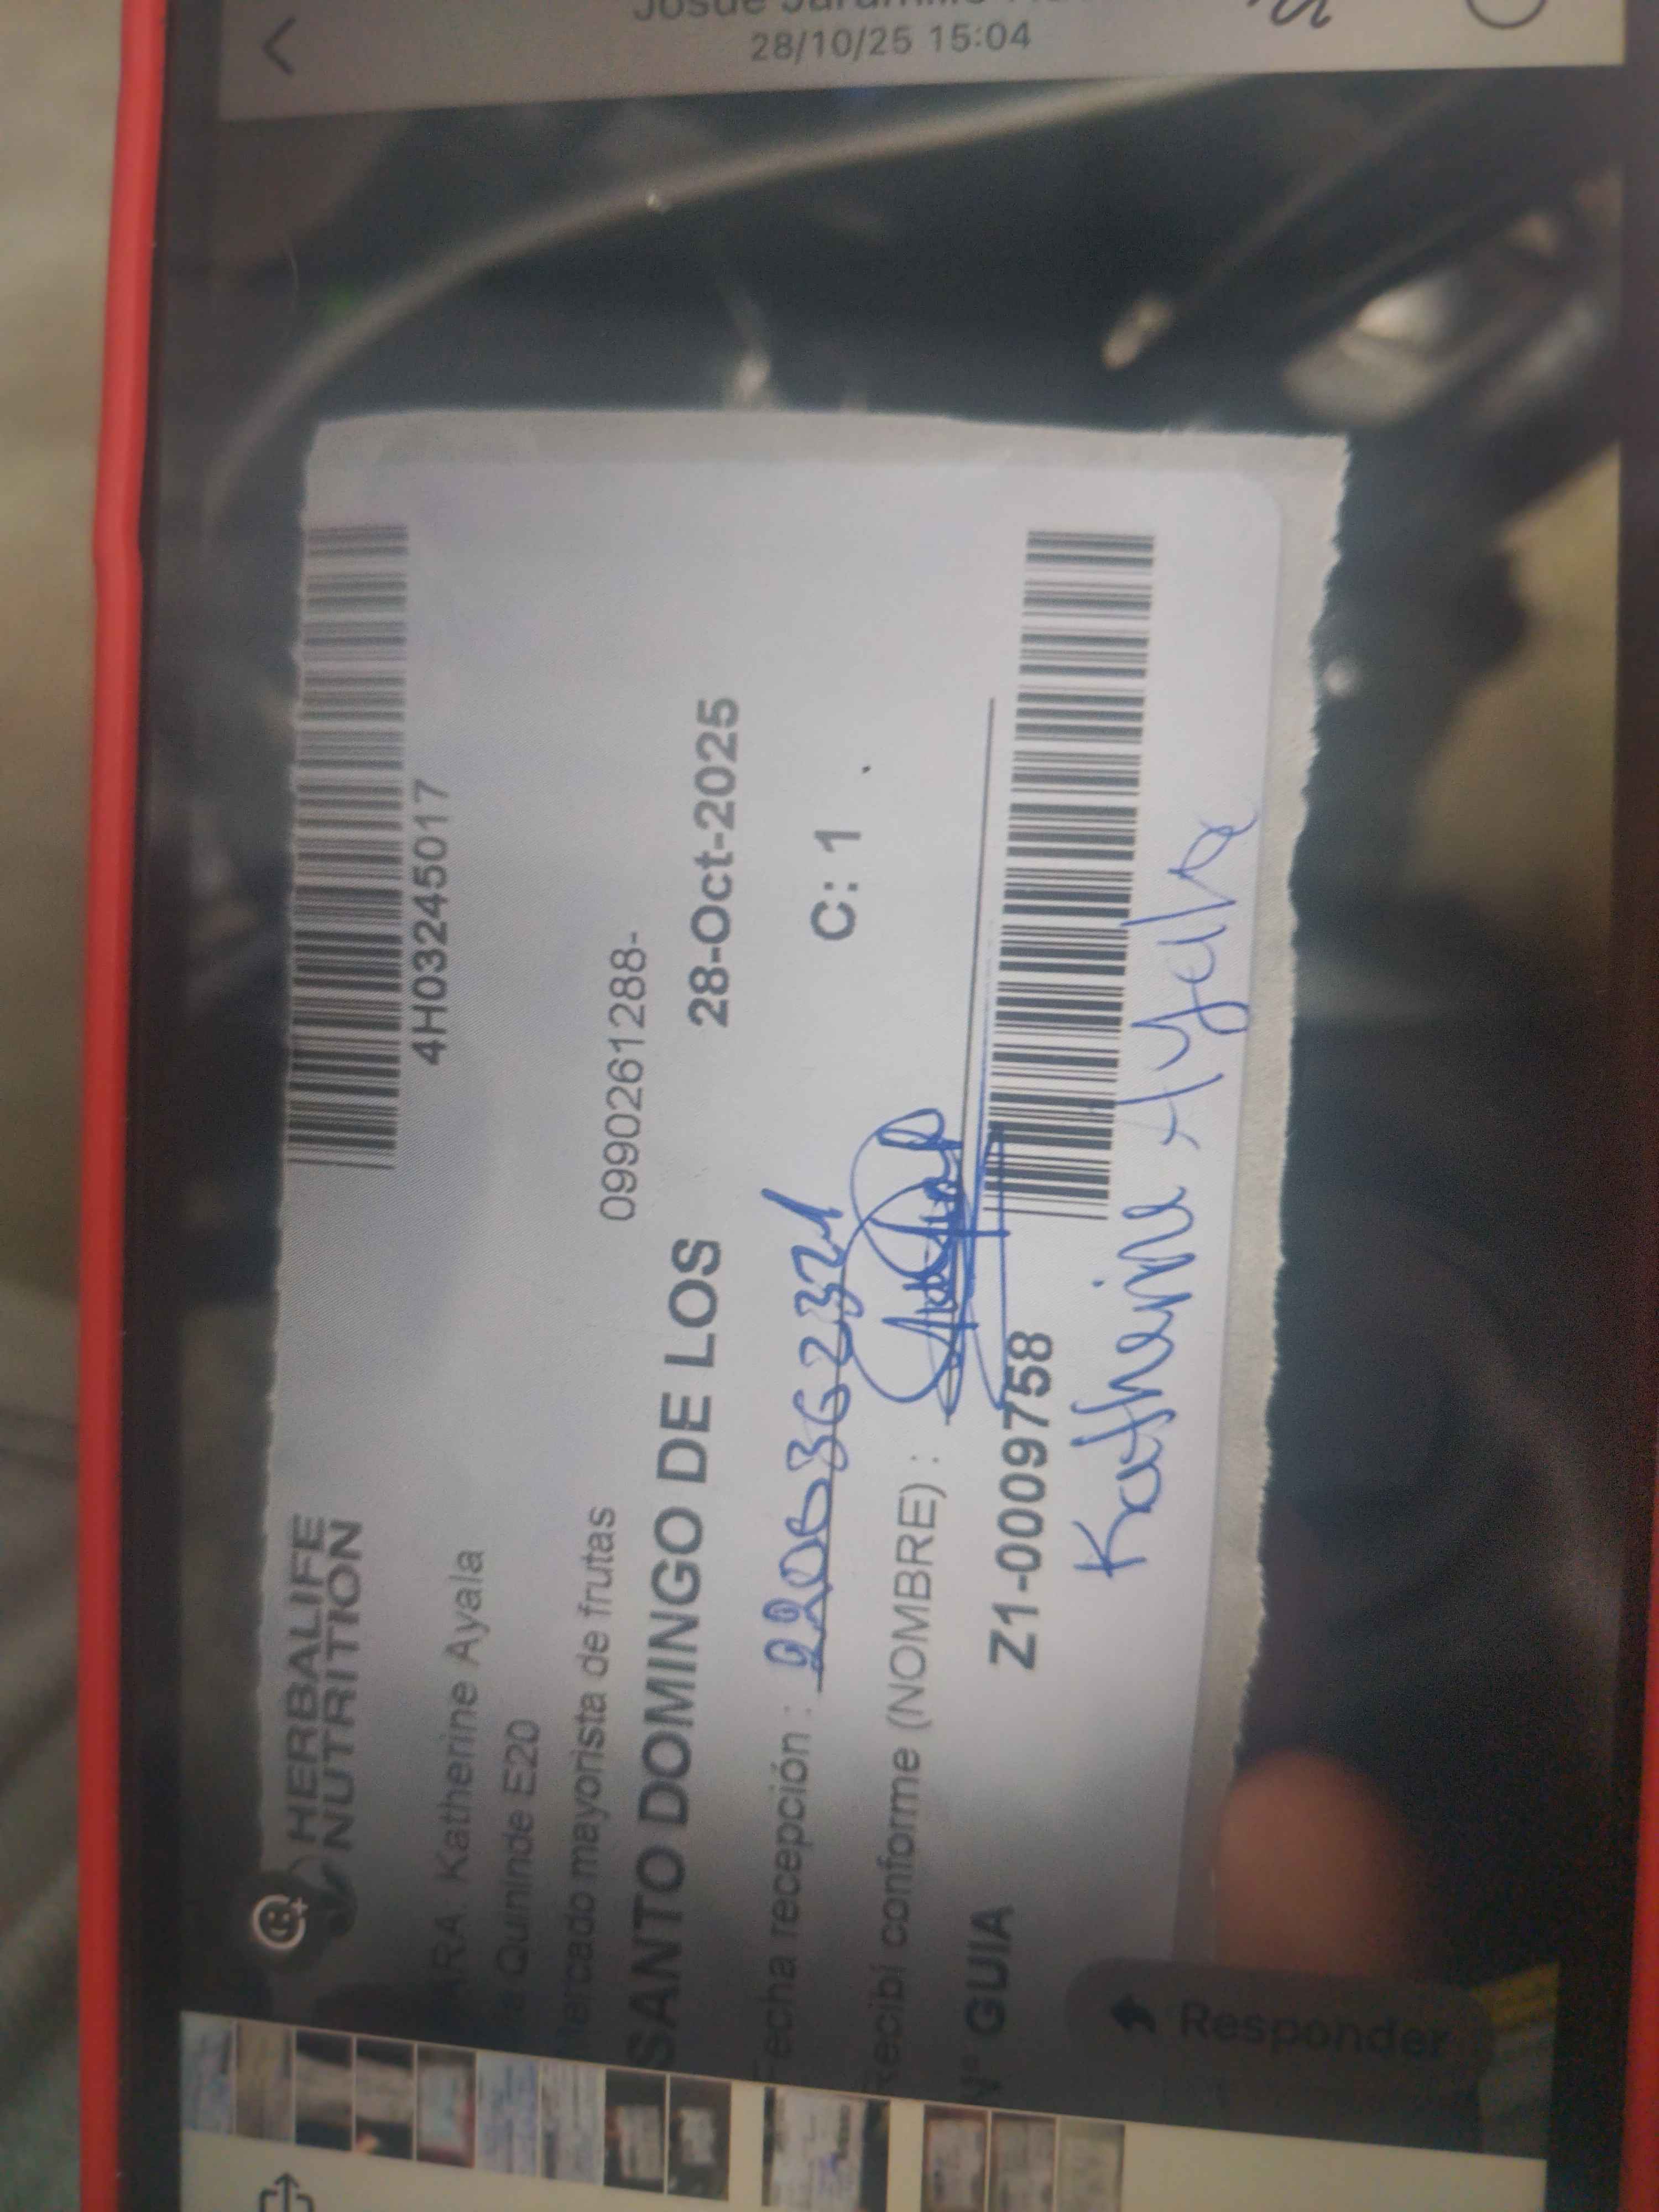 28/10/25 15:04
HERBALIFE
NUTRITION
4H03245017
Katherine Ayala
Quininde E20
Mercado mayorista de frutas
0990261288-
SANTO DOMINGO DE LOS
28-Oct-2025
Fecha recepción :
C: 1
Recibí conforme (NOMBRE) :
N° GUIA
Z1-0009758
Katherine Ayala
Responder